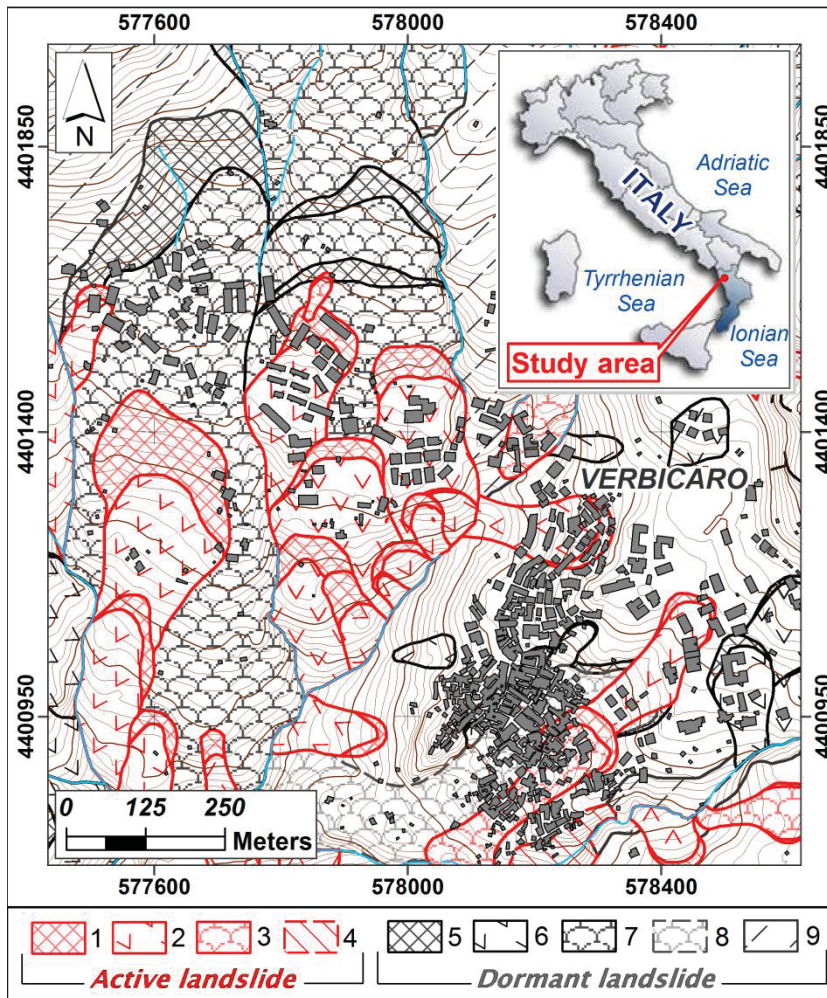 577600 578000 578400
4401850
4401850
N
ITALY
Adriatic
Sea
Tyrrhenian
Sea
Ionian
Sea
Study area
4401400
4401400
VERBICARO
4400950
4400950
0 125 250
Meters
577600 578000 578400
1 2 3 4 5 6 7 8 9
Active landslide Dormant landslide